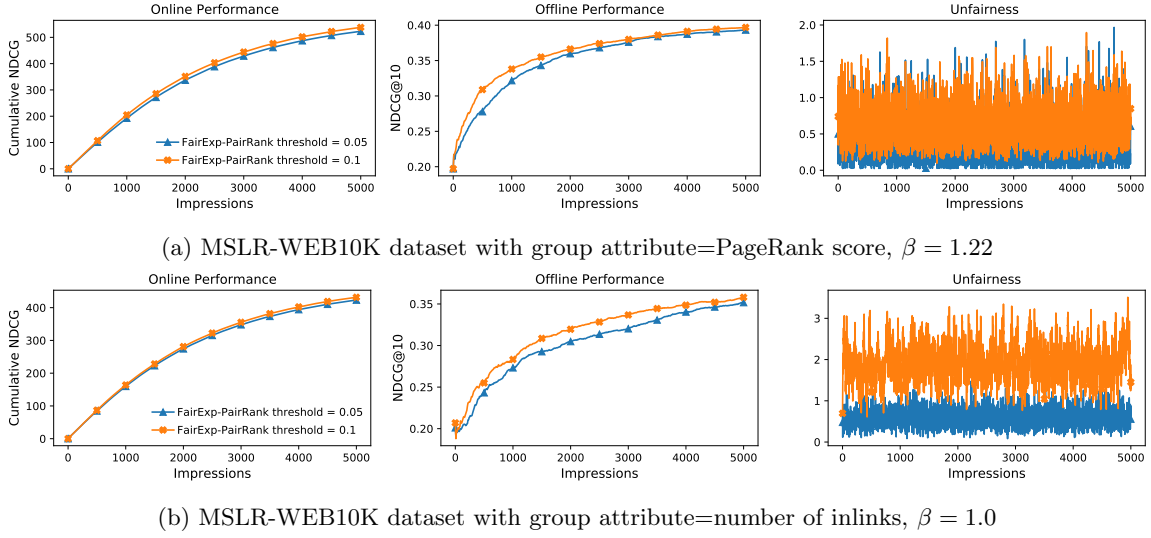 Online Performance
Cumulative NDCG
500
400
300
200
100
0
FairExp-PairRank threshold = 0.05
FairExp-PairRank threshold = 0.1
0 1000 2000 3000 4000 5000
Impressions
Offline Performance
NDCG@10
0.40
0.35
0.30
0.25
0.20
0 1000 2000 3000 4000 5000
Impressions
Unfairness
2.0
1.5
1.0
0.5
0.0
0 1000 2000 3000 4000 5000
Impressions
(a) MSLR-WEB10K dataset with group attribute=PageRank score, β = 1.22
Online Performance
Cumulative NDCG
400
300
200
100
0
FairExp-PairRank threshold = 0.05
FairExp-PairRank threshold = 0.1
0 1000 2000 3000 4000 5000
Impressions
Offline Performance
NDCG@10
0.35
0.30
0.25
0.20
0 1000 2000 3000 4000 5000
Impressions
Unfairness
3
2
1
0
0 1000 2000 3000 4000 5000
Impressions
(b) MSLR-WEB10K dataset with group attribute=number of inlinks, β = 1.0